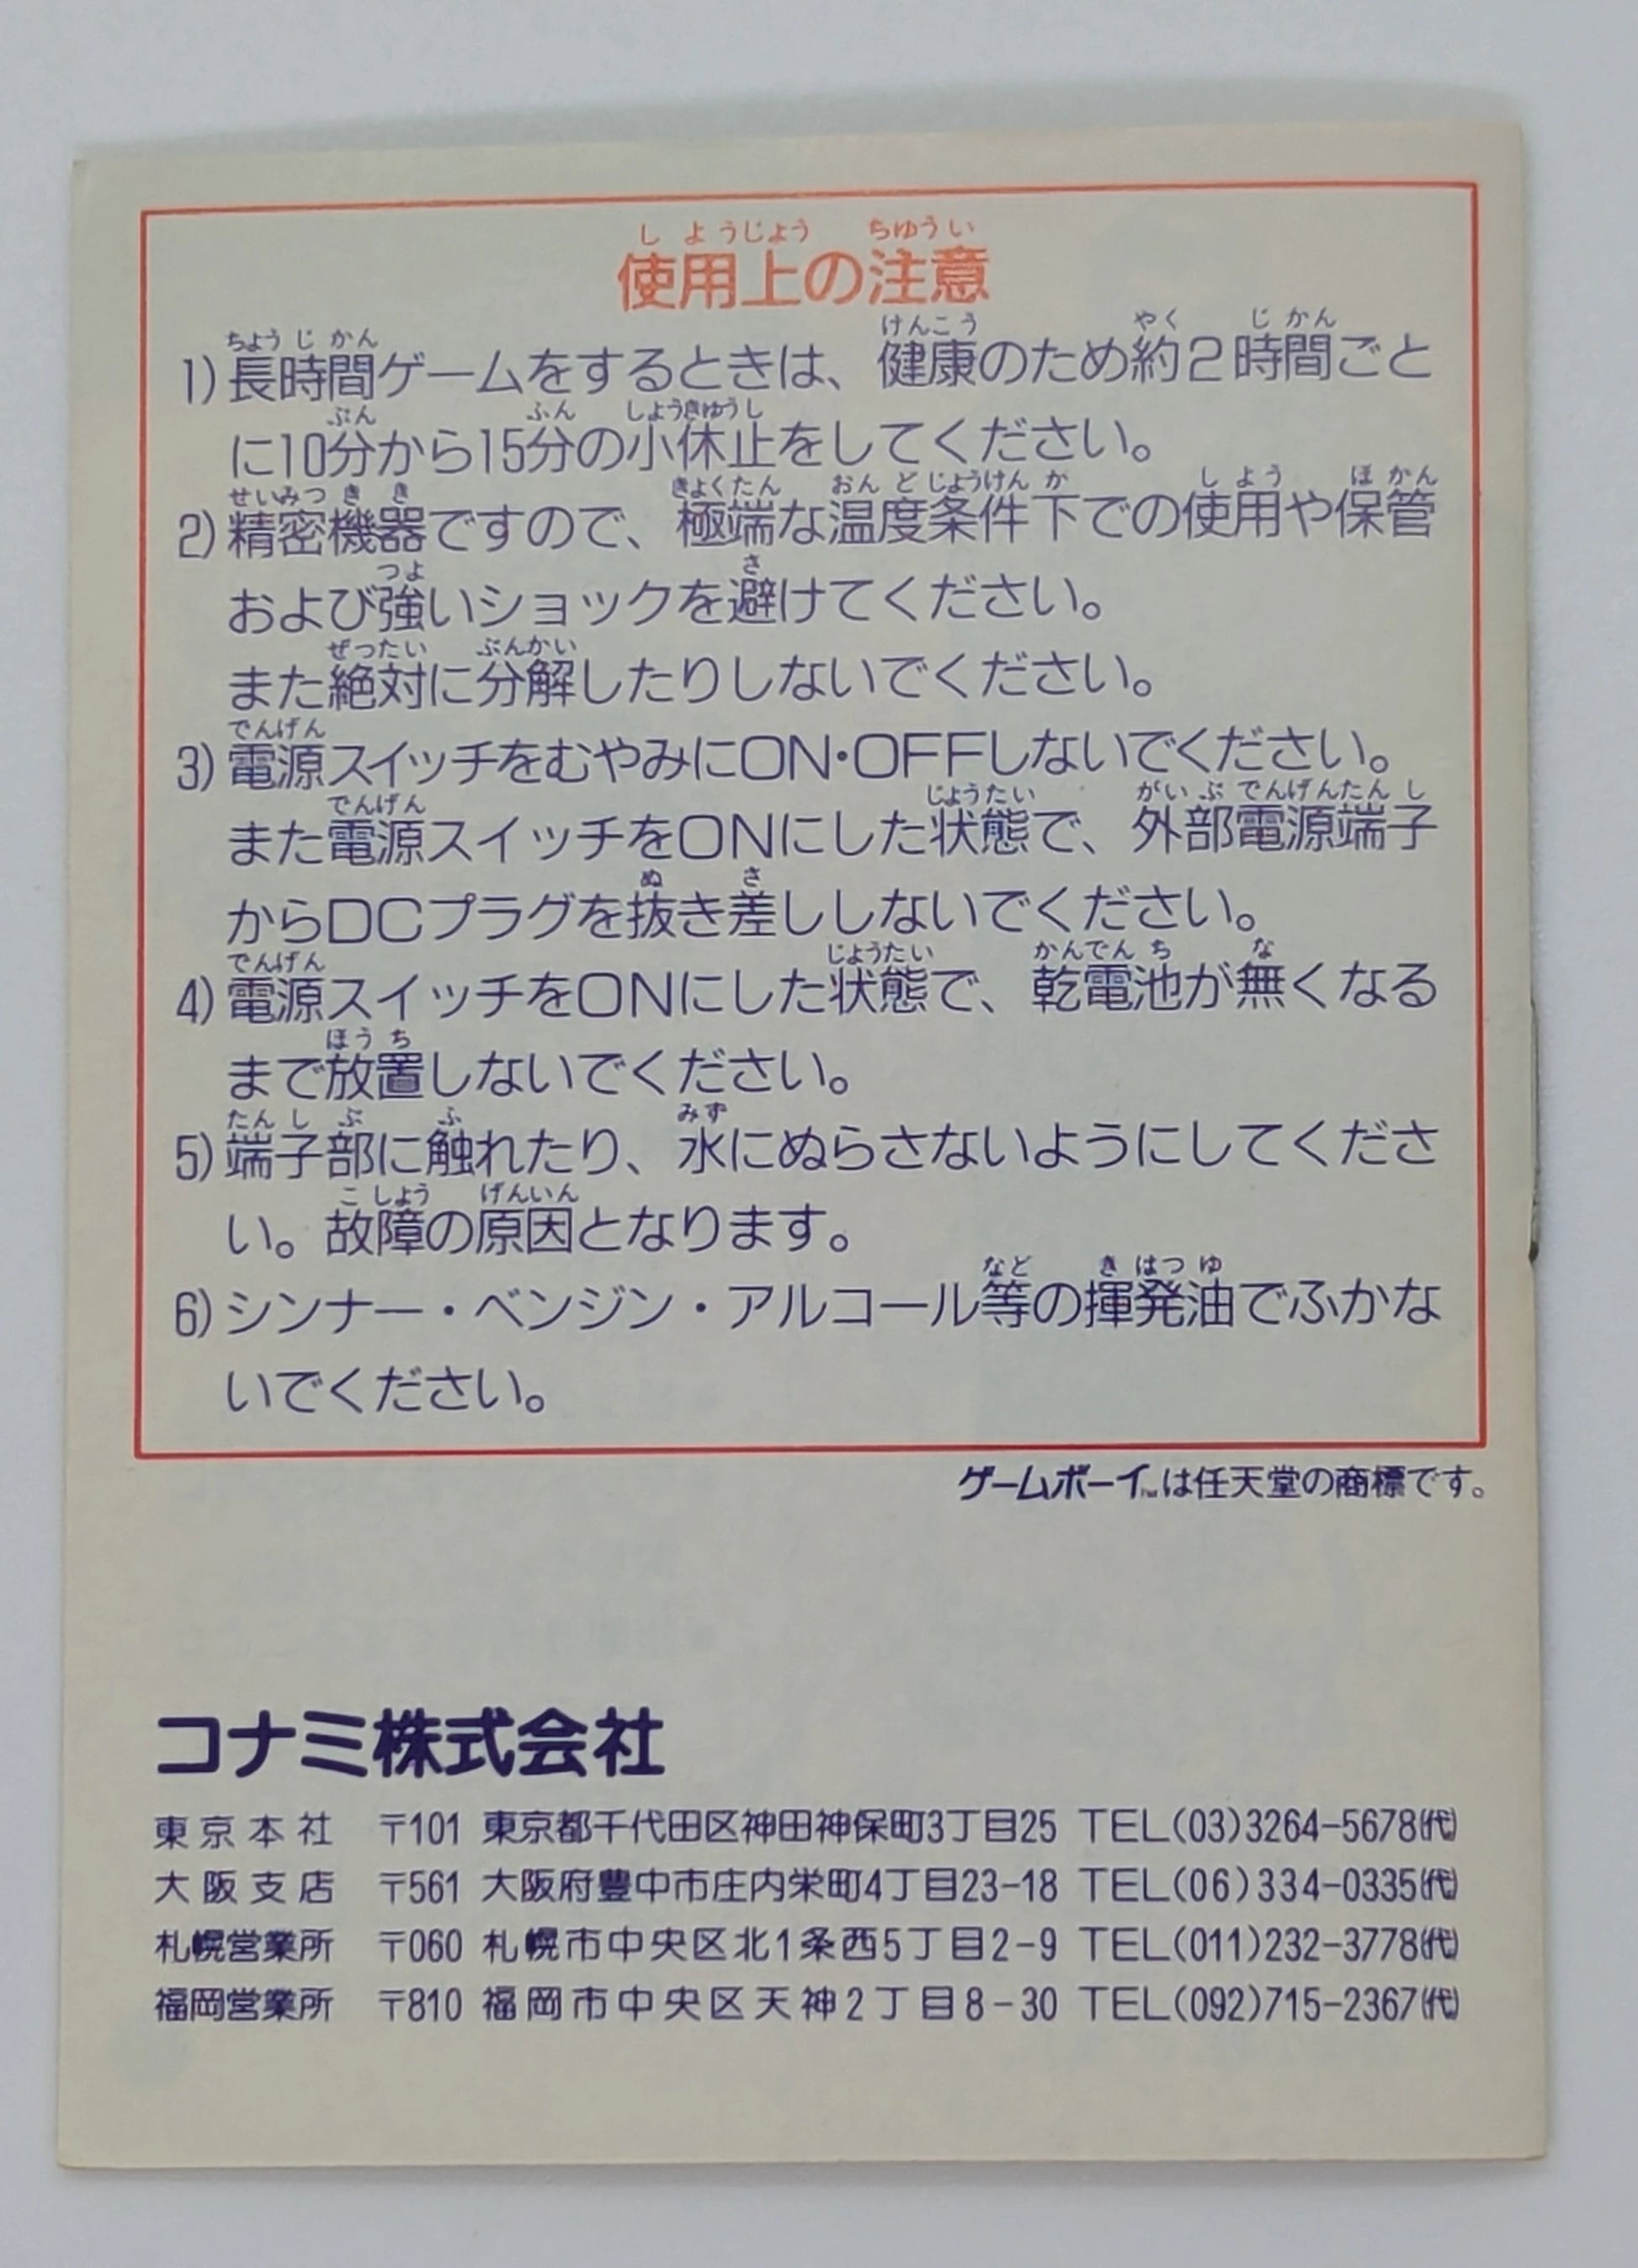 使用上の注意
1)長時間ゲームをするときは、健康のため約2時間ごと
に10分から15分の小休止をしてください。
2)精密機器ですので、極端な温度条件下での使用や保管
および強いショックを避けてください。
また絶対に分解したりしないでください。
3)電源スイッチをむやみにON・OFFしないでください。
また電源スイッチをONにした状態で、外部電源端子
からDCプラグを抜き差ししないでください。
4)電源スイッチをONにした状態で、乾電池が無くなる
まで放置しないでください。
5)端子部に触れたり、水にぬらさないようにしてくださ
い。故障の原因となります。
6)シンナー・ベンジン・アルコール等の揮発油でふかな
いでください。
ゲームボーイ™は任天堂の商標です。
コナミ株式会社
東京本社 〒101 東京都千代田区神田神保町3丁目25 TEL(03)3264-5678㈹
大阪支店 〒561 大阪府豊中市庄内栄町4丁目23-18 TEL(06)334-0335㈹
札幌営業所 〒060 札幌市中央区北1条西5丁目2-9 TEL(011)232-3778㈹
福岡営業所 〒810 福岡市中央区天神2丁目8-30 TEL(092)715-2367㈹